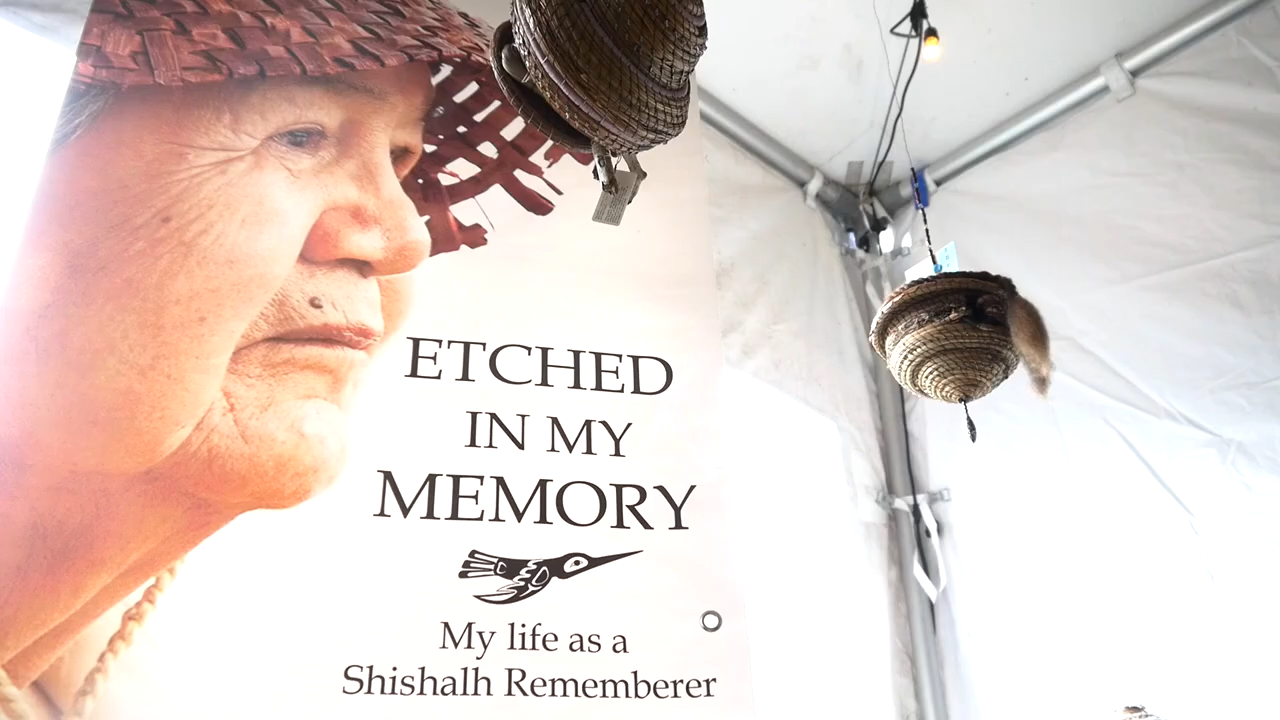 ETCHED
IN MY
MEMORY
My life as a
Shishalh Rememberer